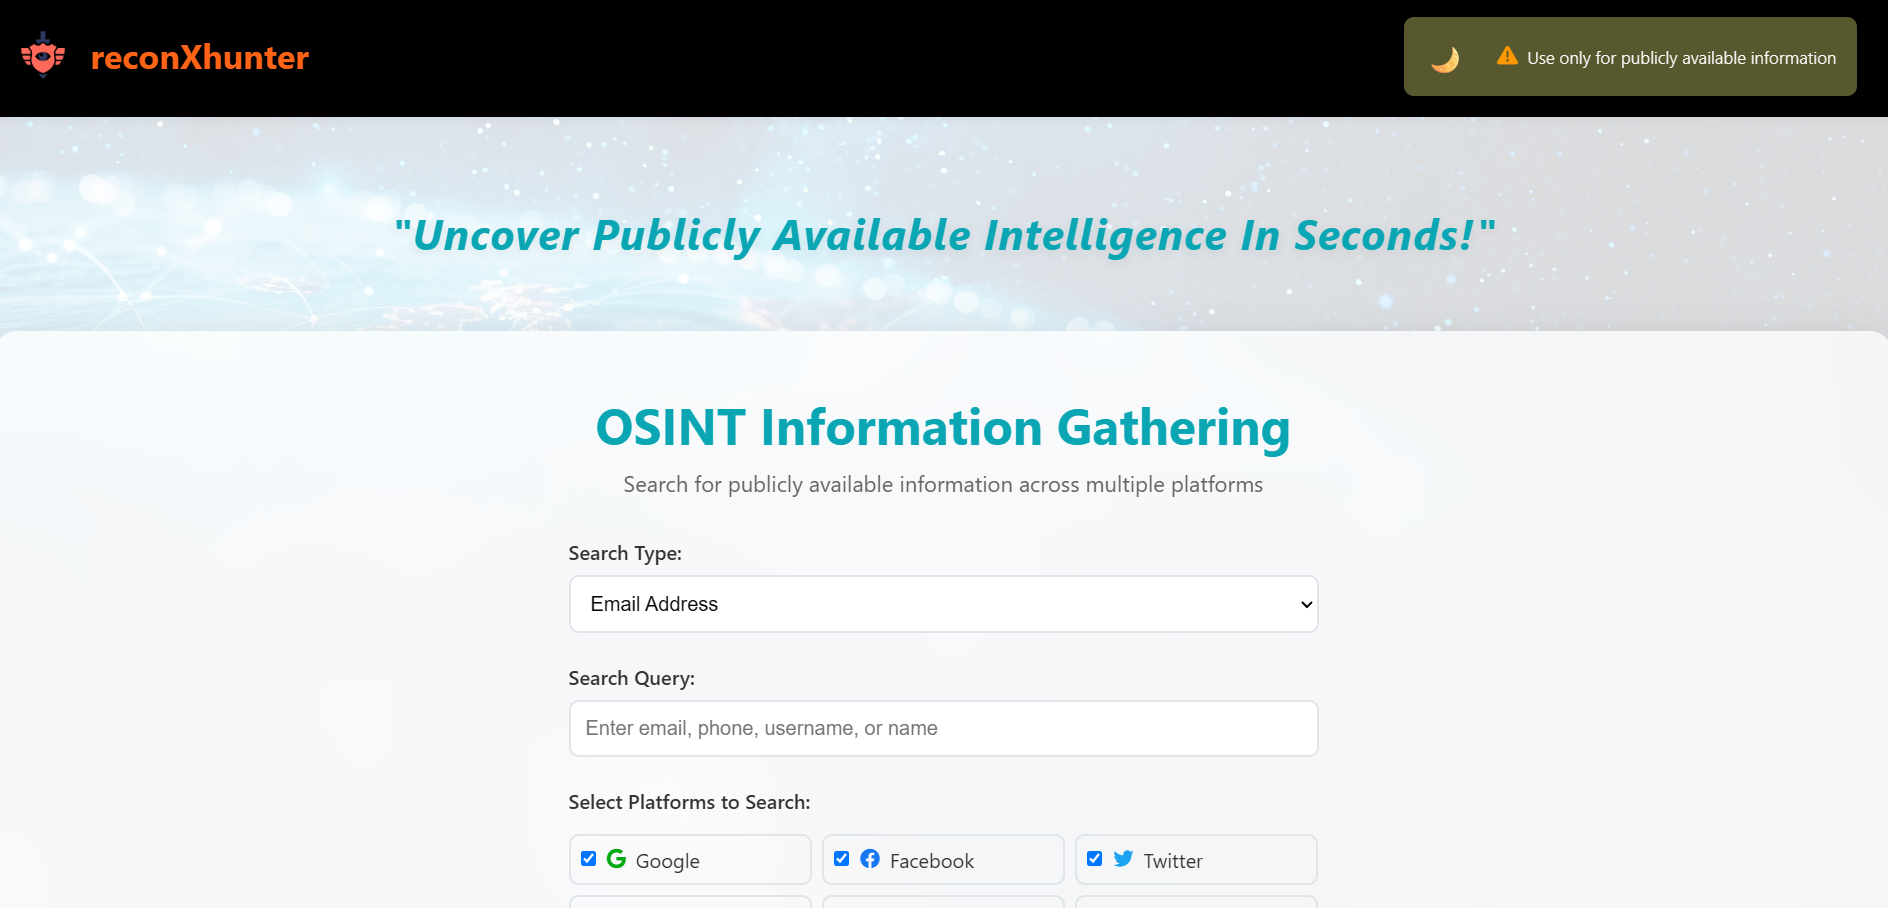 reconXhunter
Use only for publicly available information
"Uncover Publicly Available Intelligence In Seconds!"
OSINT Information Gathering
Search for publicly available information across multiple platforms
Search Type:
Email Address
Search Query:
Enter email, phone, username, or name
Select Platforms to Search:
Google
Facebook
Twitter